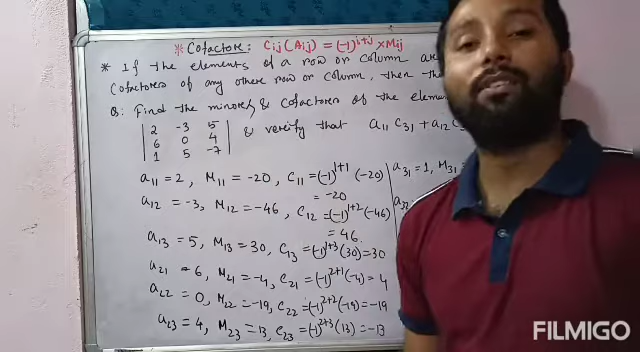 * Cofactors: Cij (Aij) = (-1)^i+j × Mij
* If the elements of a row or column are
Cofactors of any other row or column, then the
Q: Find the minors & cofactors of the elem
| 2 -3 5 |
| 6 0 4 | & verify that a11 C31 + a12 C
| 1 5 -7 |
a11 = 2, M11 = -20, C11 = (-1)^1+1 (-20)
= -20
a12 = -3, M12 = -46, C12 = (-1)^1+2 (-46)
= 46.
a13 = 5, M13 = 30, C13 = (-1)^1+3 (30) = 30
a21 = 6, M21 = -4, C21 = (-1)^2+1 (-4) = 4
a22 = 0, M22 = -19, C22 = (-1)^2+2 (-19) = -19
a23 = 4, M23 = 13, C23 = (-1)^2+3 (13) = -13
a31 = 1, M31
FILMIGO